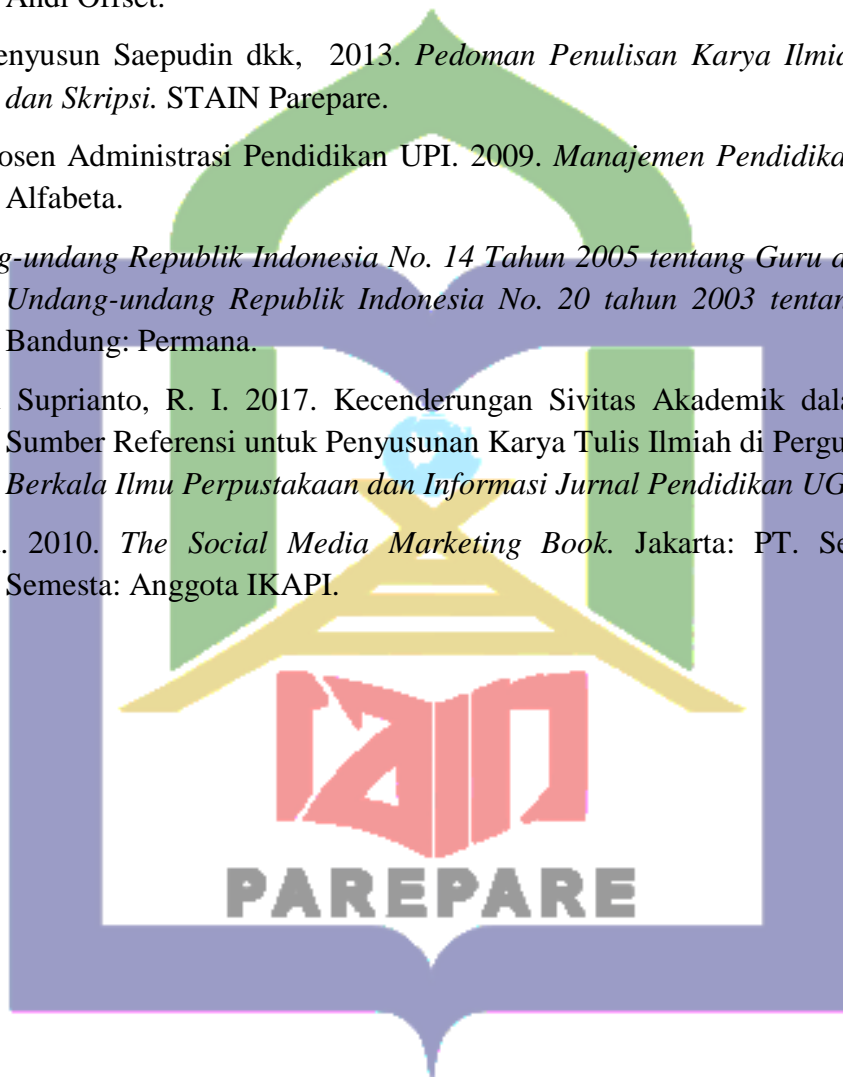 Andi Offset.
enyusun Saepudin dkk, 2013. Pedoman Penulisan Karya Ilmia
dan Skripsi. STAIN Parepare.
osen Administrasi Pendidikan UPI. 2009. Manajemen Pendidika
Alfabeta.
g-undang Republik Indonesia No. 14 Tahun 2005 tentang Guru d
Undang-undang Republik Indonesia No. 20 tahun 2003 tentan
Bandung: Permana.
Suprianto, R. I. 2017. Kecenderungan Sivitas Akademik dala
Sumber Referensi untuk Penyusunan Karya Tulis Ilmiah di Pergu
Berkala Ilmu Perpustakaan dan Informasi Jurnal Pendidikan UG
. 2010. The Social Media Marketing Book. Jakarta: PT. Se
Semesta: Anggota IKAPI.
iain
PAREPARE